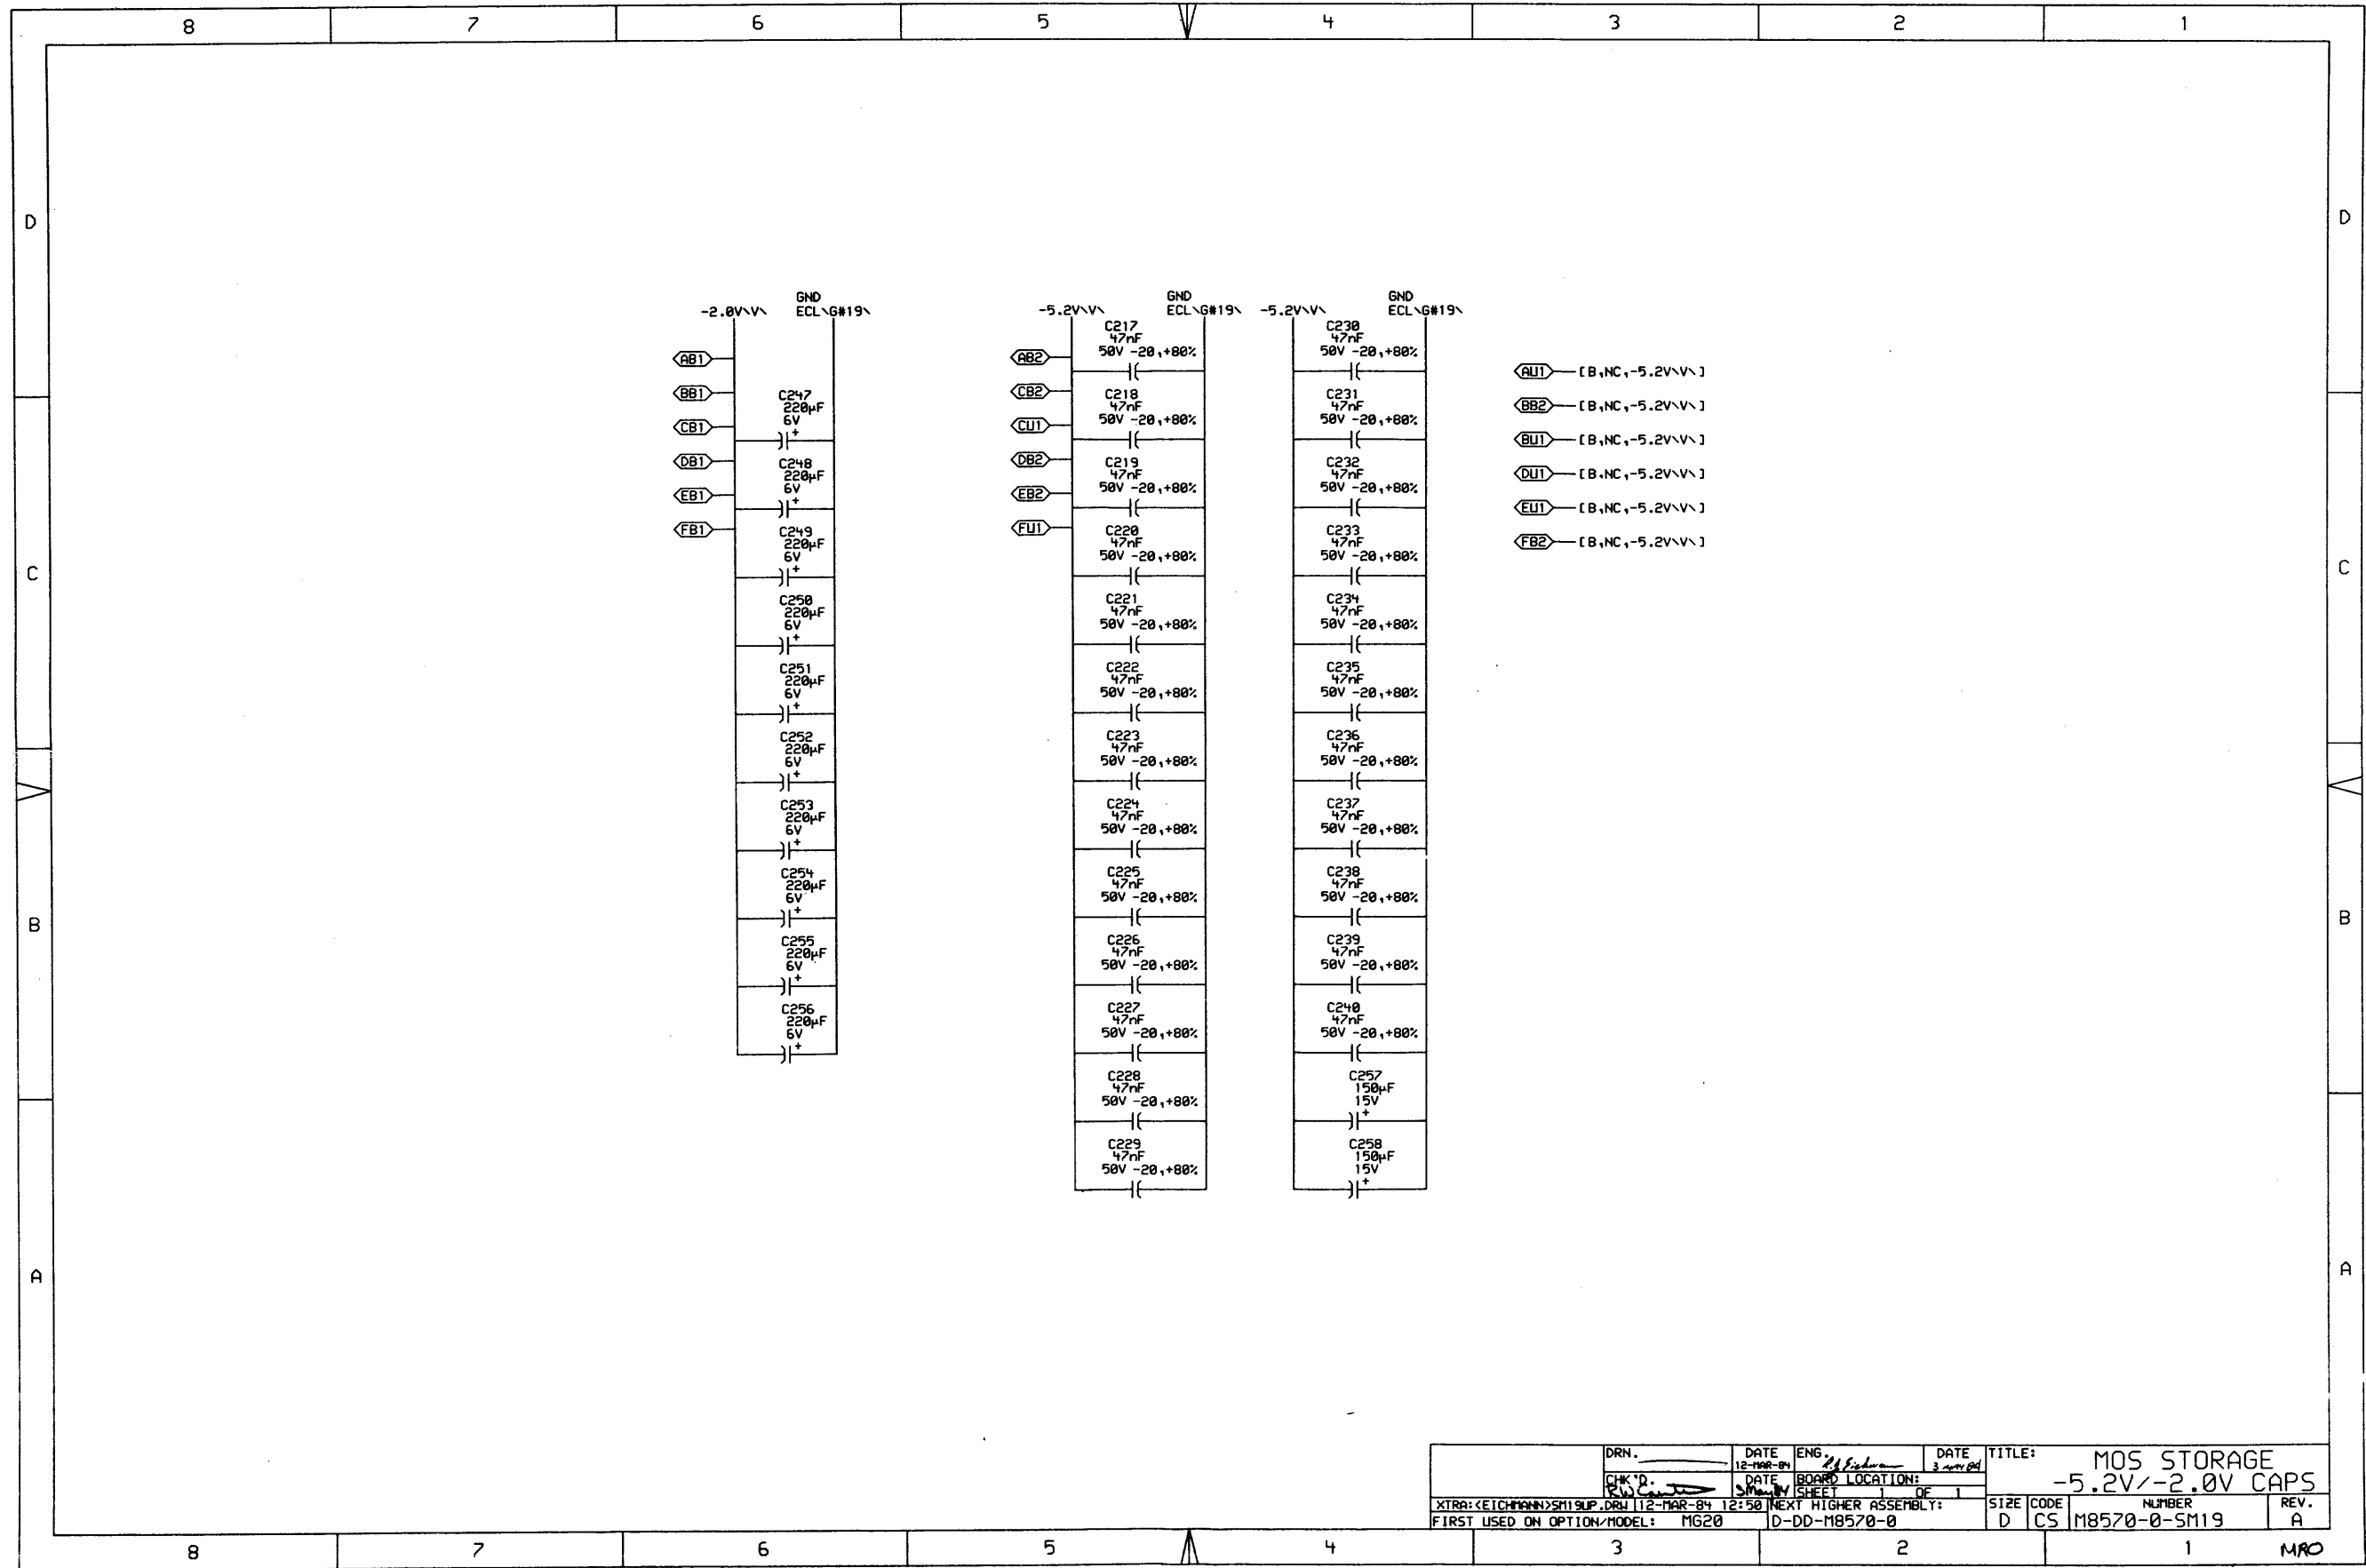 8 7 6 5 4 3 2 1
D D
C C
B B
A A
-2.0V\V\
GND
ECL\G#19\
AB1
BB1
CB1
DB1
EB1
FB1
C247
220µF
6V
+
C248
220µF
6V
+
C249
220µF
6V
+
C250
220µF
6V
+
C251
220µF
6V
+
C252
220µF
6V
+
C253
220µF
6V
+
C254
220µF
6V
+
C255
220µF
6V
+
C256
220µF
6V
+
-5.2V\V\
GND
ECL\G#19\
AB2
CB2
CU1
DB2
EB2
FU1
C217
47nF
50V -20,+80%
C218
47nF
50V -20,+80%
C219
47nF
50V -20,+80%
C220
47nF
50V -20,+80%
C221
47nF
50V -20,+80%
C222
47nF
50V -20,+80%
C223
47nF
50V -20,+80%
C224
47nF
50V -20,+80%
C225
47nF
50V -20,+80%
C226
47nF
50V -20,+80%
C227
47nF
50V -20,+80%
C228
47nF
50V -20,+80%
C229
47nF
50V -20,+80%
-5.2V\V\
GND
ECL\G#19\
C230
47nF
50V -20,+80%
C231
47nF
50V -20,+80%
C232
47nF
50V -20,+80%
C233
47nF
50V -20,+80%
C234
47nF
50V -20,+80%
C235
47nF
50V -20,+80%
C236
47nF
50V -20,+80%
C237
47nF
50V -20,+80%
C238
47nF
50V -20,+80%
C239
47nF
50V -20,+80%
C240
47nF
50V -20,+80%
C257
150µF
15V
+
C258
150µF
15V
+
AU1 [B,NC,-5.2V\V\]
BB2 [B,NC,-5.2V\V\]
BU1 [B,NC,-5.2V\V\]
DU1 [B,NC,-5.2V\V\]
EU1 [B,NC,-5.2V\V\]
FB2 [B,NC,-5.2V\V\]
DRN. DATE ENG. DATE
12-MAR-84
CHK'D. DATE BOARD LOCATION:
SHEET 1 OF 1
XTRA:<EICHMANN>SM19UP.DRW 12-MAR-84 12:50 NEXT HIGHER ASSEMBLY:
FIRST USED ON OPTION/MODEL: MG20 D-DD-M8570-0
TITLE: MOS STORAGE
-5.2V/-2.0V CAPS
SIZE CODE NUMBER REV.
D CS M8570-0-SM19 A
8 7 6 5 4 3 2 1 MRO